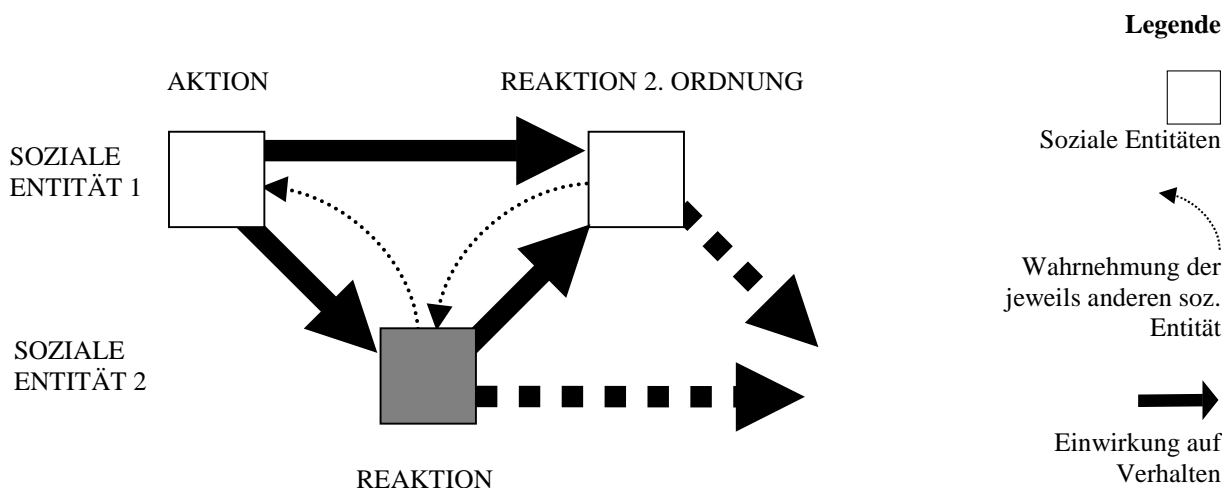 Legende
AKTION
REAKTION 2. ORDNUNG
SOZIALE
ENTITÄT 1
SOZIALE
ENTITÄT 2
REAKTION
Soziale Entitäten
Wahrnehmung der
jeweils anderen soz.
Entität
Einwirkung auf
Verhalten